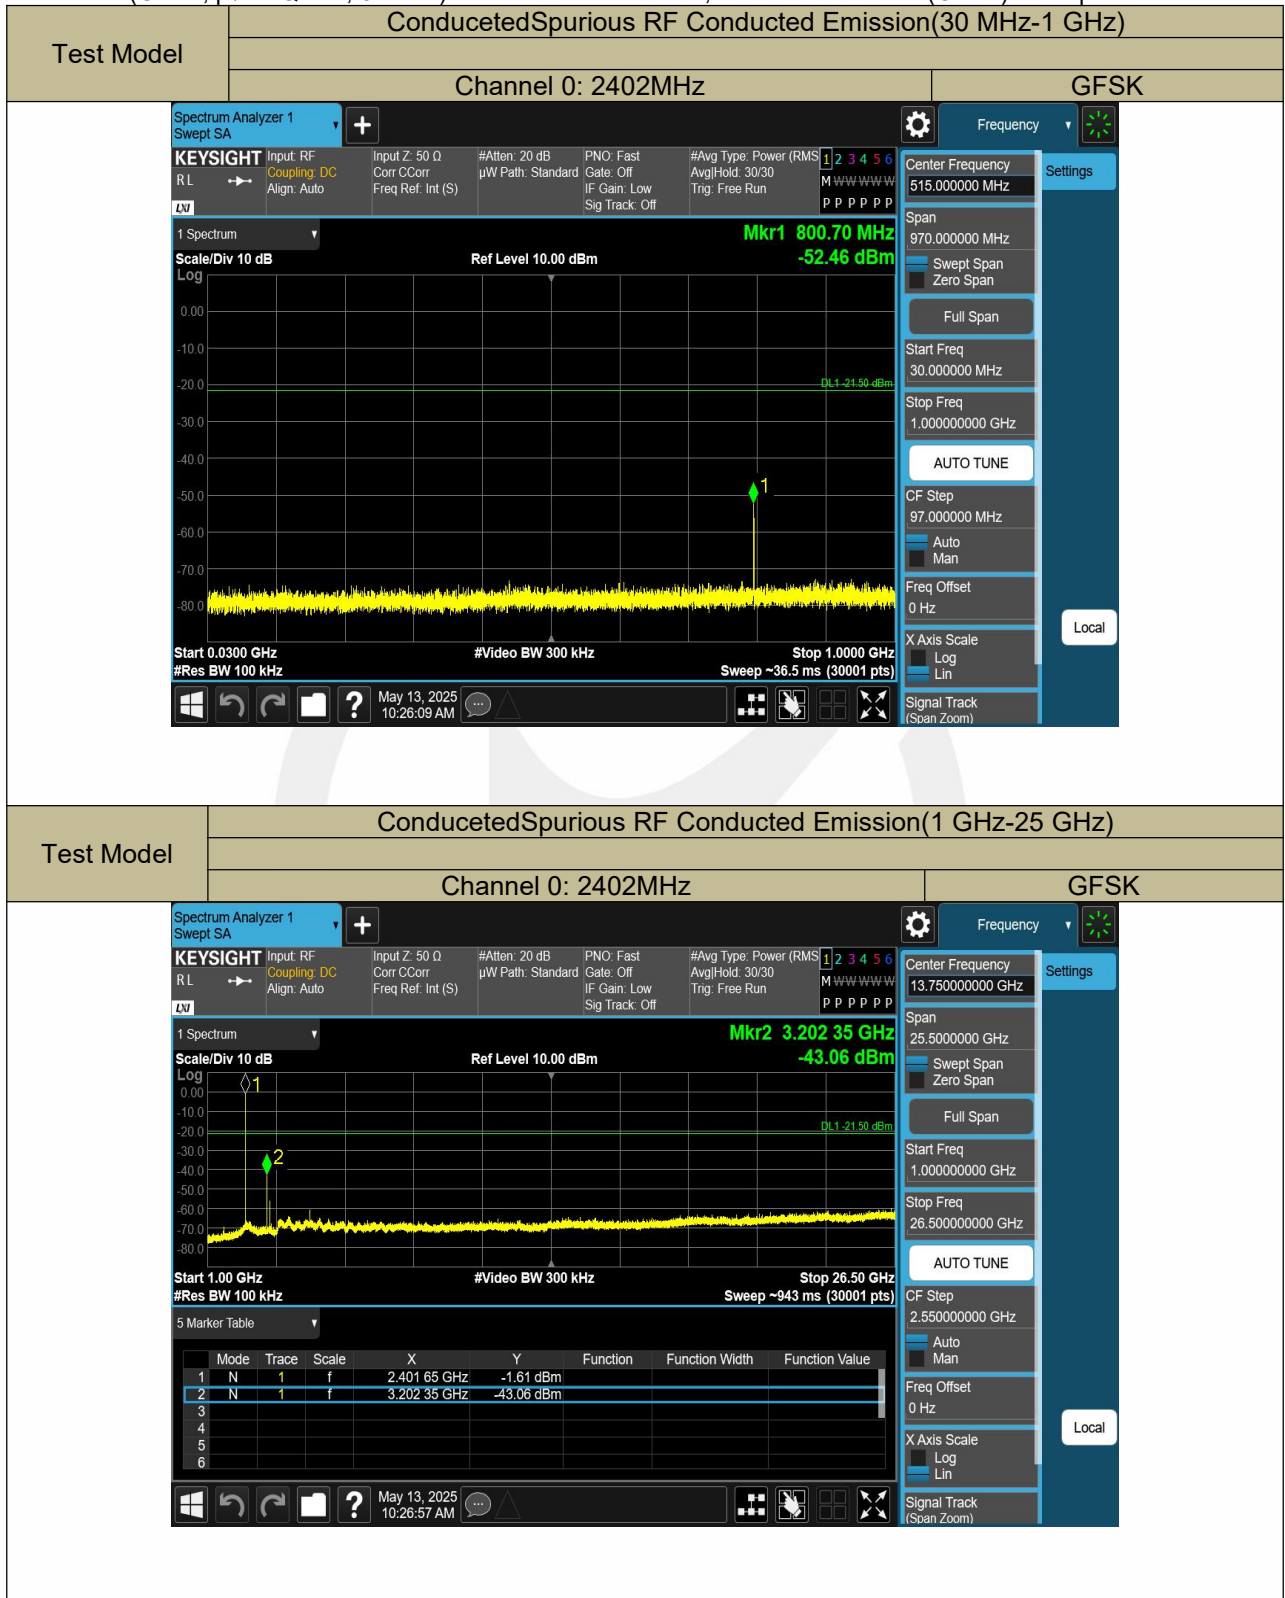 ConducetedSpurious RF Conducted Emission(30 MHz-1 GHz)
Test Model
Channel 0: 2402MHz GFSK
Spectrum Analyzer 1
Swept SA
Frequency
KEYSIGHT Input: RF Input Z: 50 Ω #Atten: 20 dB PNO: Fast #Avg Type: Power (RMS 1 2 3 4 5 6
RL Coupling: DC Corr CCorr µW Path: Standard Gate: Off Avg|Hold: 30/30 M W W W W W
Align: Auto Freq Ref: Int (S) IF Gain: Low Trig: Free Run
LXI Sig Track: Off P P P P P P
1 Spectrum Mkr1 800.70 MHz
Scale/Div 10 dB Ref Level 10.00 dBm -52.46 dBm
Log
0.00
-10.0
-20.0 DL1 -21.50 dBm
-30.0
-40.0
-50.0 1
-60.0
-70.0
-80.0
Start 0.0300 GHz #Video BW 300 kHz Stop 1.0000 GHz
#Res BW 100 kHz Sweep ~36.5 ms (30001 pts)
May 13, 2025
10:26:09 AM
Center Frequency
515.000000 MHz
Settings
Span
970.000000 MHz
Swept Span
Zero Span
Full Span
Start Freq
30.000000 MHz
Stop Freq
1.000000000 GHz
AUTO TUNE
CF Step
97.000000 MHz
Auto
Man
Freq Offset
0 Hz
X Axis Scale
Log
Lin
Local
Signal Track
(Span Zoom)
ConducetedSpurious RF Conducted Emission(1 GHz-25 GHz)
Test Model
Channel 0: 2402MHz GFSK
Spectrum Analyzer 1
Swept SA
Frequency
KEYSIGHT Input: RF Input Z: 50 Ω #Atten: 20 dB PNO: Fast #Avg Type: Power (RMS 1 2 3 4 5 6
RL Coupling: DC Corr CCorr µW Path: Standard Gate: Off Avg|Hold: 30/30 M W W W W W
Align: Auto Freq Ref: Int (S) IF Gain: Low Trig: Free Run
LXI Sig Track: Off P P P P P P
1 Spectrum Mkr2 3.202 35 GHz
Scale/Div 10 dB Ref Level 10.00 dBm -43.06 dBm
Log
0.00 1
-10.0
-20.0 DL1 -21.50 dBm
-30.0 2
-40.0
-50.0
-60.0
-70.0
-80.0
Start 1.00 GHz #Video BW 300 kHz Stop 26.50 GHz
#Res BW 100 kHz Sweep ~943 ms (30001 pts)
5 Marker Table
Mode Trace Scale X Y Function Function Width Function Value
1 N 1 f 2.401 65 GHz -1.61 dBm
2 N 1 f 3.202 35 GHz -43.06 dBm
3
4
5
6
May 13, 2025
10:26:57 AM
Center Frequency
13.750000000 GHz
Settings
Span
25.5000000 GHz
Swept Span
Zero Span
Full Span
Start Freq
1.000000000 GHz
Stop Freq
26.500000000 GHz
AUTO TUNE
CF Step
2.550000000 GHz
Auto
Man
Freq Offset
0 Hz
X Axis Scale
Log
Lin
Local
Signal Track
(Span Zoom)